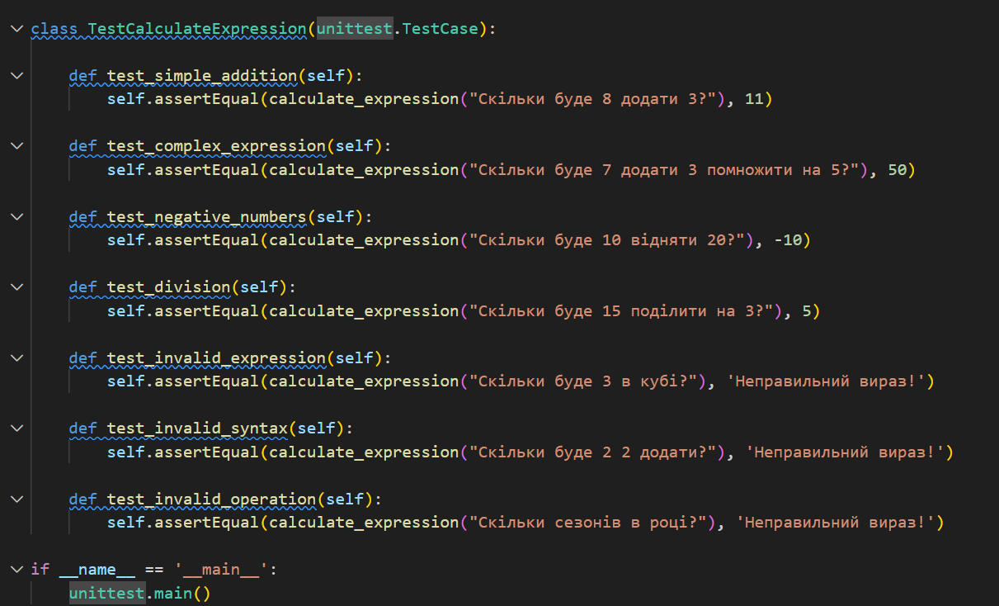 class TestCalculateExpression(unittest.TestCase):
def test_simple_addition(self):
self.assertEqual(calculate_expression("Скільки буде 8 додати 3?"), 11)
def test_complex_expression(self):
self.assertEqual(calculate_expression("Скільки буде 7 додати 3 помножити на 5?"), 50)
def test_negative_numbers(self):
self.assertEqual(calculate_expression("Скільки буде 10 відняти 20?"), -10)
def test_division(self):
self.assertEqual(calculate_expression("Скільки буде 15 поділити на 3?"), 5)
def test_invalid_expression(self):
self.assertEqual(calculate_expression("Скільки буде 3 в кубі?"), 'Неправильний вираз!')
def test_invalid_syntax(self):
self.assertEqual(calculate_expression("Скільки буде 2 2 додати?"), 'Неправильний вираз!')
def test_invalid_operation(self):
self.assertEqual(calculate_expression("Скільки сезонів в році?"), 'Неправильний вираз!')
if __name__ == '__main__':
unittest.main()